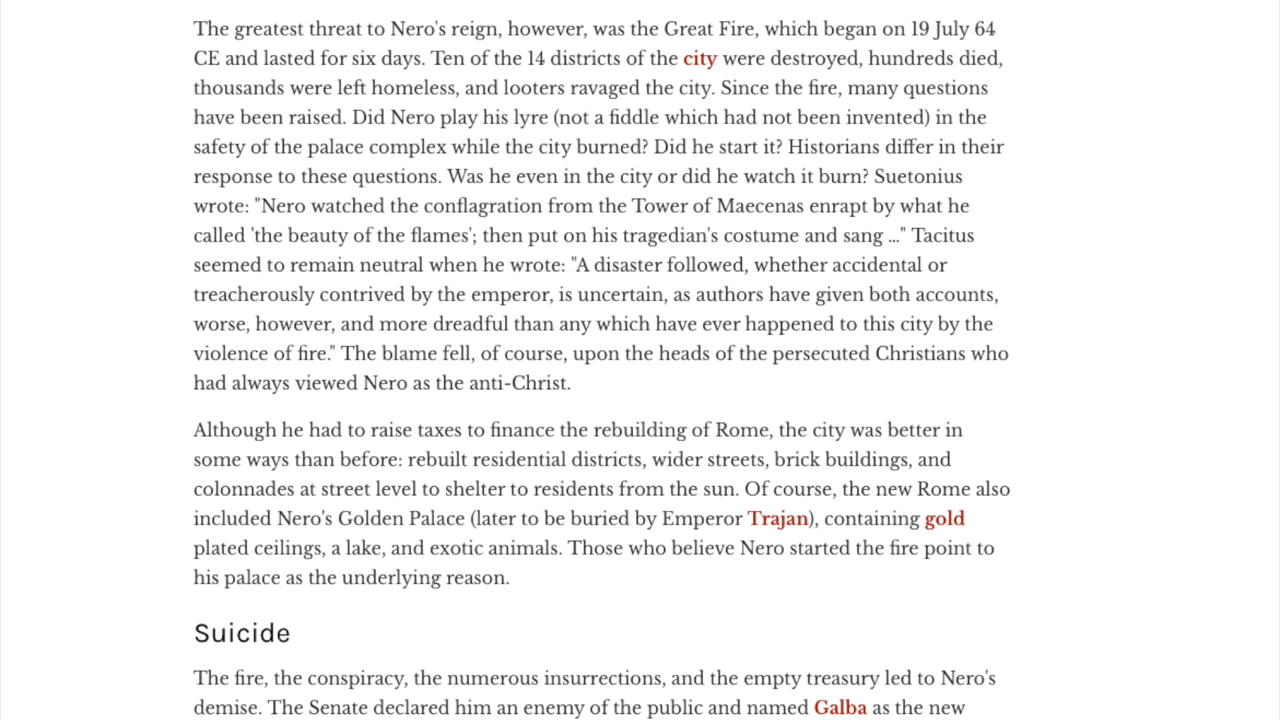 The greatest threat to Nero's reign, however, was the Great Fire, which began on 19 July 64
CE and lasted for six days. Ten of the 14 districts of the city were destroyed, hundreds died,
thousands were left homeless, and looters ravaged the city. Since the fire, many questions
have been raised. Did Nero play his lyre (not a fiddle which had not been invented) in the
safety of the palace complex while the city burned? Did he start it? Historians differ in their
response to these questions. Was he even in the city or did he watch it burn? Suetonius
wrote: "Nero watched the conflagration from the Tower of Maecenas enrapt by what he
called 'the beauty of the flames'; then put on his tragedian's costume and sang ..." Tacitus
seemed to remain neutral when he wrote: "A disaster followed, whether accidental or
treacherously contrived by the emperor, is uncertain, as authors have given both accounts,
worse, however, and more dreadful than any which have ever happened to this city by the
violence of fire." The blame fell, of course, upon the heads of the persecuted Christians who
had always viewed Nero as the anti-Christ.
Although he had to raise taxes to finance the rebuilding of Rome, the city was better in
some ways than before: rebuilt residential districts, wider streets, brick buildings, and
colonnades at street level to shelter to residents from the sun. Of course, the new Rome also
included Nero's Golden Palace (later to be buried by Emperor Trajan), containing gold
plated ceilings, a lake, and exotic animals. Those who believe Nero started the fire point to
his palace as the underlying reason.
Suicide
The fire, the conspiracy, the numerous insurrections, and the empty treasury led to Nero's
demise. The Senate declared him an enemy of the public and named Galba as the new